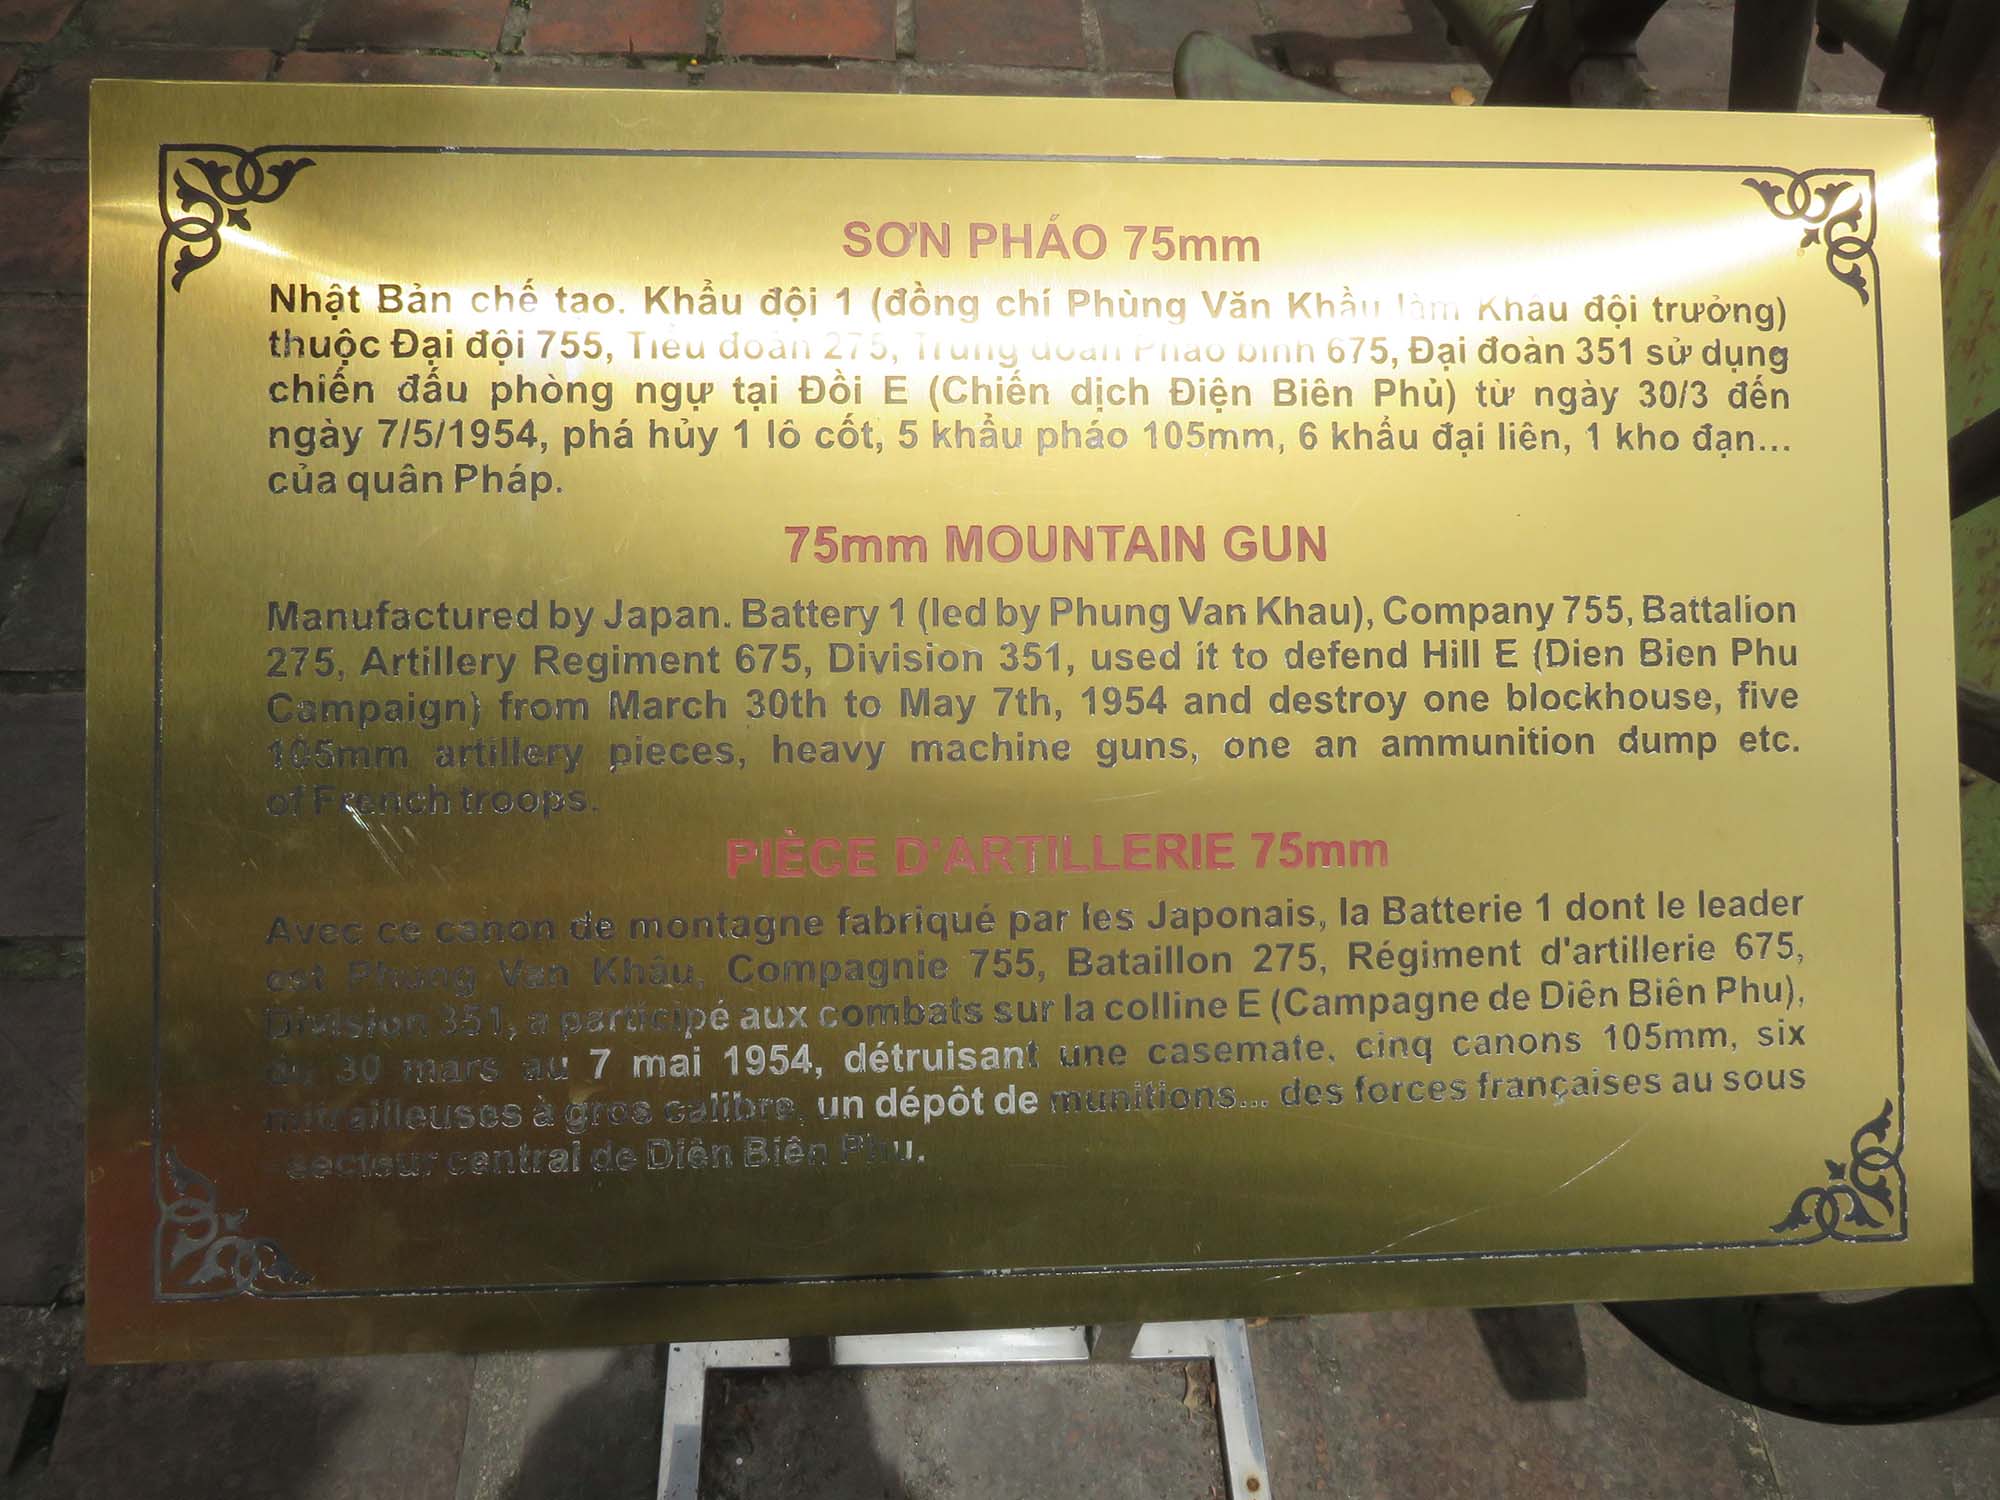 SƠN PHÁO 75mm
Nhật Bản chế tạo. Khẩu đội 1 (đồng chí Phùng Văn Khẩu làm Khẩu đội trưởng)
thuộc Đại đội 755, Tiểu đoàn 275, Trung đoàn Pháo binh 675, Đại đoàn 351 sử dụng
chiến đấu phòng ngự tại Đồi E (Chiến dịch Điện Biên Phủ) từ ngày 30/3 đến
ngày 7/5/1954, phá hủy 1 lô cốt, 5 khẩu pháo 105mm, 6 khẩu đại liên, 1 kho đạn...
của quân Pháp.
75mm MOUNTAIN GUN
Manufactured by Japan. Battery 1 (led by Phung Van Khau), Company 755, Battalion
275, Artillery Regiment 675, Division 351, used it to defend Hill E (Dien Bien Phu
Campaign) from March 30th to May 7th, 1954 and destroy one blockhouse, five
105mm artillery pieces, heavy machine guns, one an ammunition dump etc.
of French troops.
PIÈCE D'ARTILLERIE 75mm
Avec ce canon de montagne fabriqué par les Japonais, la Batterie 1 dont le leader
est Phung Van Khâu, Compagnie 755, Bataillon 275, Régiment d'artillerie 675,
Division 351, a participé aux combats sur la colline E (Campagne de Diên Biên Phu),
du 30 mars au 7 mai 1954, détruisant une casemate, cinq canons 105mm, six
mitrailleuses à gros calibre, un dépôt de munitions... des forces françaises au sous
- secteur central de Diên Biên Phu.